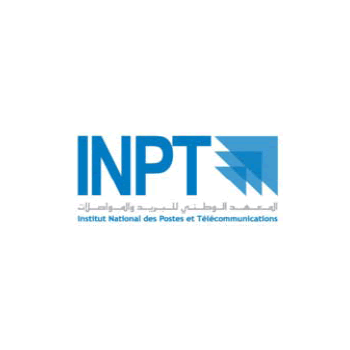 INPT
المعهد الوطني للبريد والمواصلات
Institut National des Postes et Télécommunications